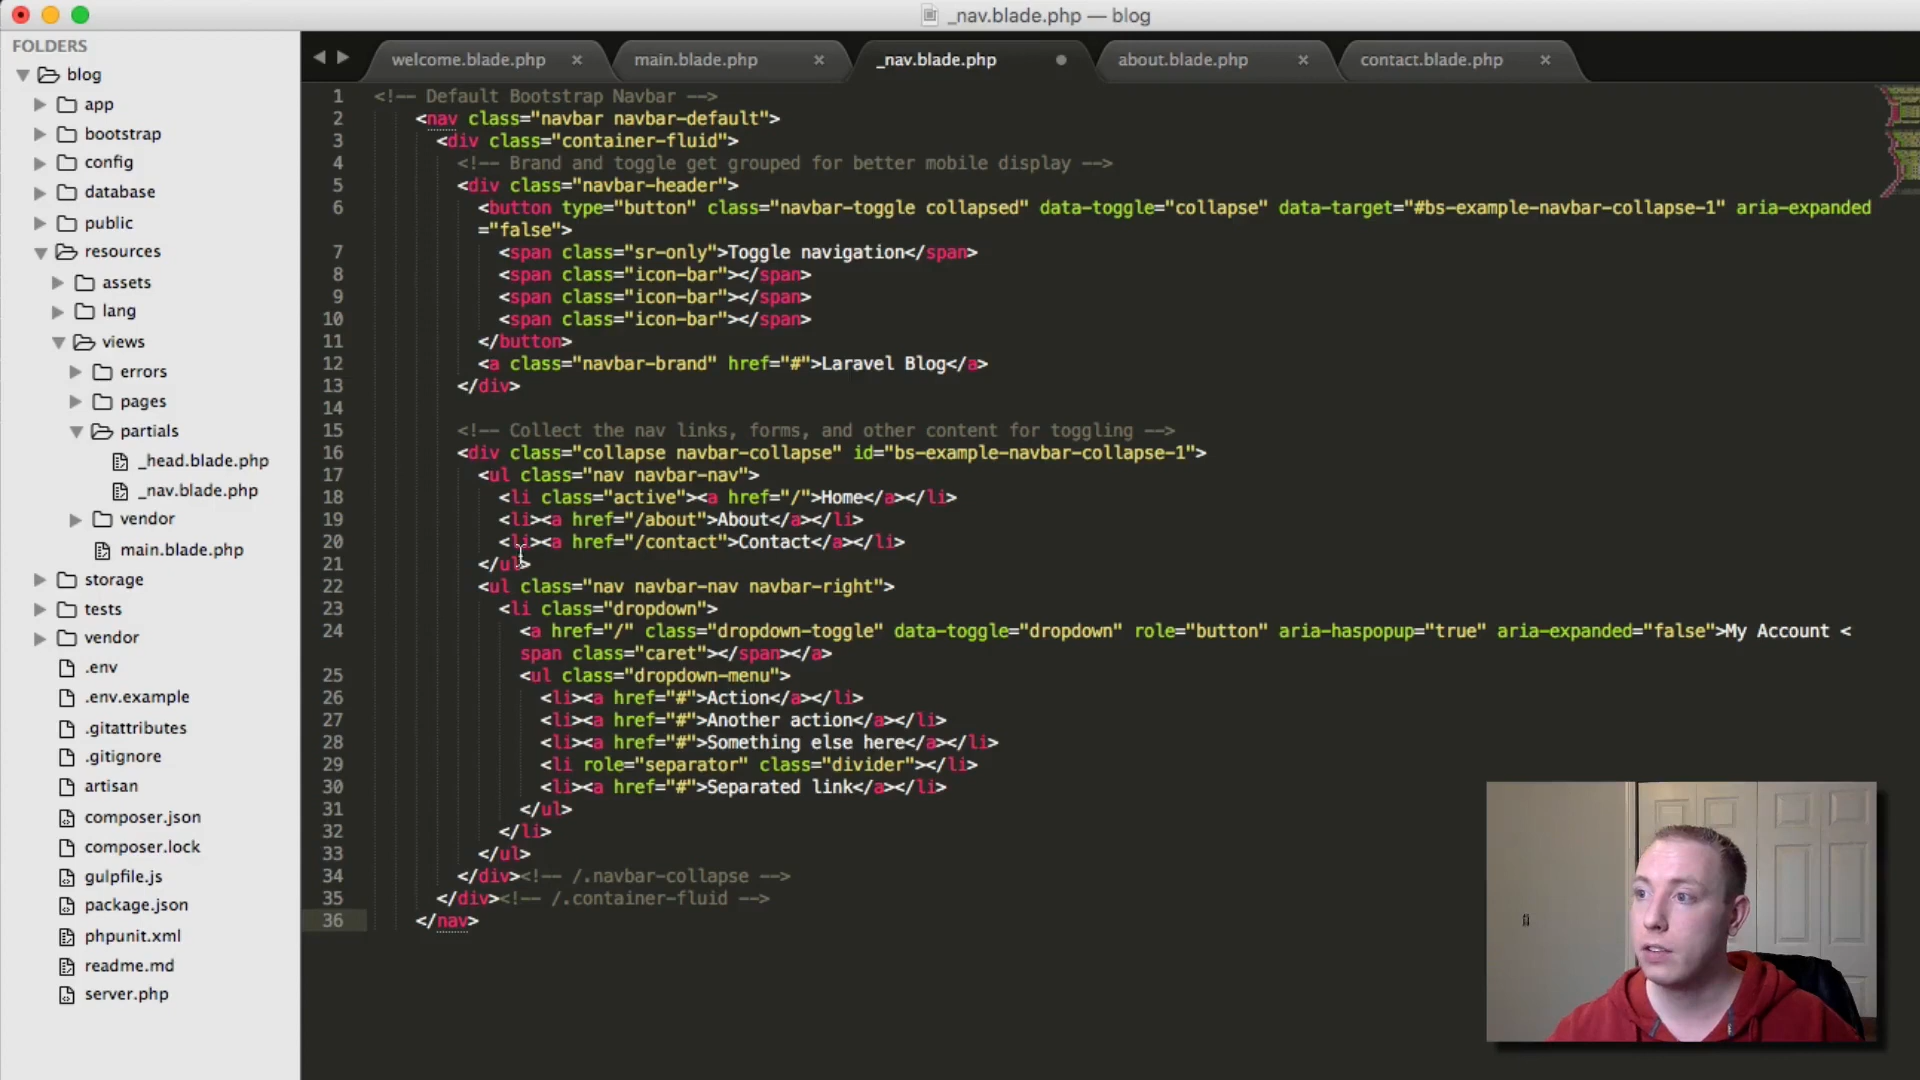 _nav.blade.php — blog
FOLDERS
blog
app
bootstrap
config
database
public
resources
assets
lang
views
errors
pages
partials
_head.blade.php
_nav.blade.php
vendor
main.blade.php
storage
tests
vendor
.env
.env.example
.gitattributes
.gitignore
artisan
composer.json
composer.lock
gulpfile.js
package.json
phpunit.xml
readme.md
server.php
welcome.blade.php × main.blade.php × _nav.blade.php about.blade.php × contact.blade.php ×
1 <!-- Default Bootstrap Navbar -->
2 <nav class="navbar navbar-default">
3 <div class="container-fluid">
4 <!-- Brand and toggle get grouped for better mobile display -->
5 <div class="navbar-header">
6 <button type="button" class="navbar-toggle collapsed" data-toggle="collapse" data-target="#bs-example-navbar-collapse-1" aria-expanded
="false">
7 <span class="sr-only">Toggle navigation</span>
8 <span class="icon-bar"></span>
9 <span class="icon-bar"></span>
10 <span class="icon-bar"></span>
11 </button>
12 <a class="navbar-brand" href="#">Laravel Blog</a>
13 </div>
14
15 <!-- Collect the nav links, forms, and other content for toggling -->
16 <div class="collapse navbar-collapse" id="bs-example-navbar-collapse-1">
17 <ul class="nav navbar-nav">
18 <li class="active"><a href="/">Home</a></li>
19 <li><a href="/about">About</a></li>
20 <li><a href="/contact">Contact</a></li>
21 </ul>
22 <ul class="nav navbar-nav navbar-right">
23 <li class="dropdown">
24 <a href="/" class="dropdown-toggle" data-toggle="dropdown" role="button" aria-haspopup="true" aria-expanded="false">My Account <
span class="caret"></span></a>
25 <ul class="dropdown-menu">
26 <li><a href="#">Action</a></li>
27 <li><a href="#">Another action</a></li>
28 <li><a href="#">Something else here</a></li>
29 <li role="separator" class="divider"></li>
30 <li><a href="#">Separated link</a></li>
31 </ul>
32 </li>
33 </ul>
34 </div><!-- /.navbar-collapse -->
35 </div><!-- /.container-fluid -->
36 </nav>